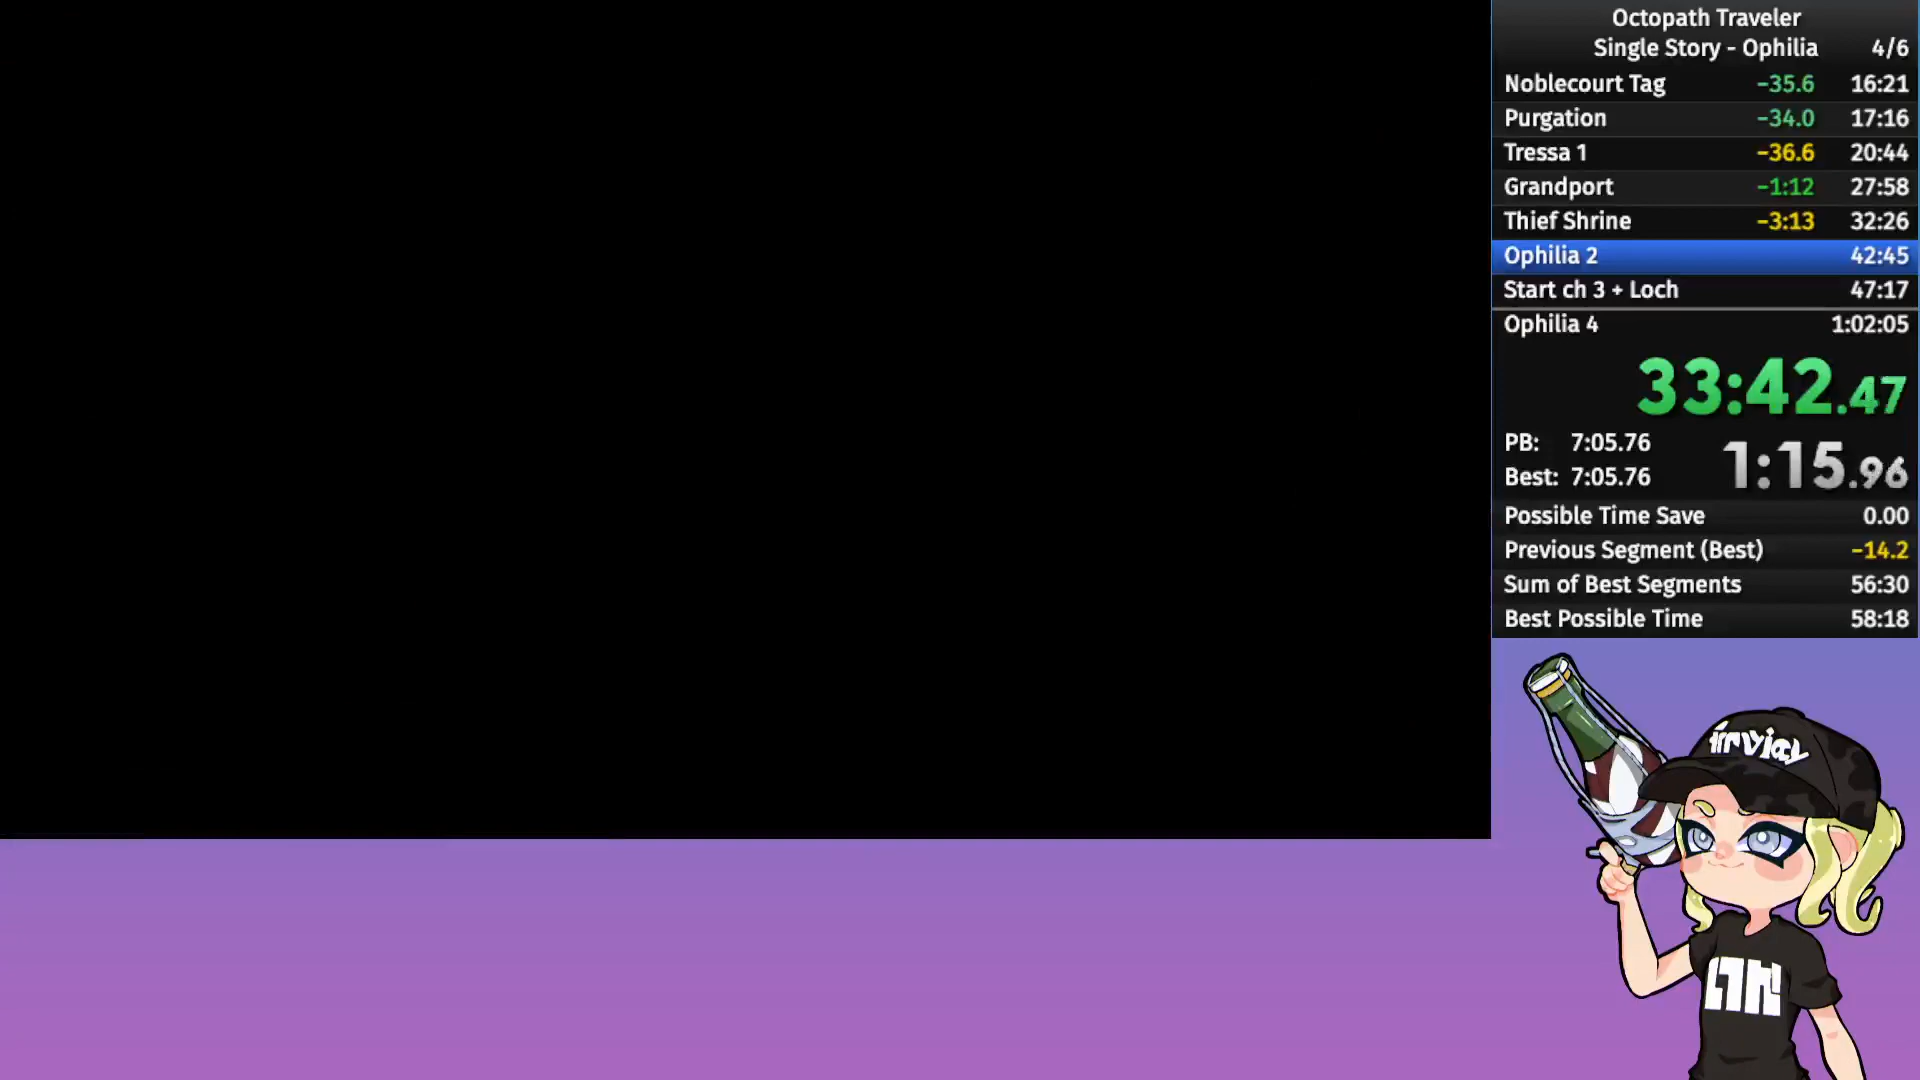 Octopath Traveler
Single Story - Ophilia 4/6
Noblecourt Tag −35.6 16:21
Purgation −34.0 17:16
Tressa 1 −36.6 20:44
Grandport −1:12 27:58
Thief Shrine −3:13 32:26
Ophilia 2 42:45
Start ch 3 + Loch 47:17
Ophilia 4 1:02:05
33:42.47
PB: 7:05.76
1:15.96
Best: 7:05.76
Possible Time Save 0.00
Previous Segment (Best) −14.2
Sum of Best Segments 56:30
Best Possible Time 58:18